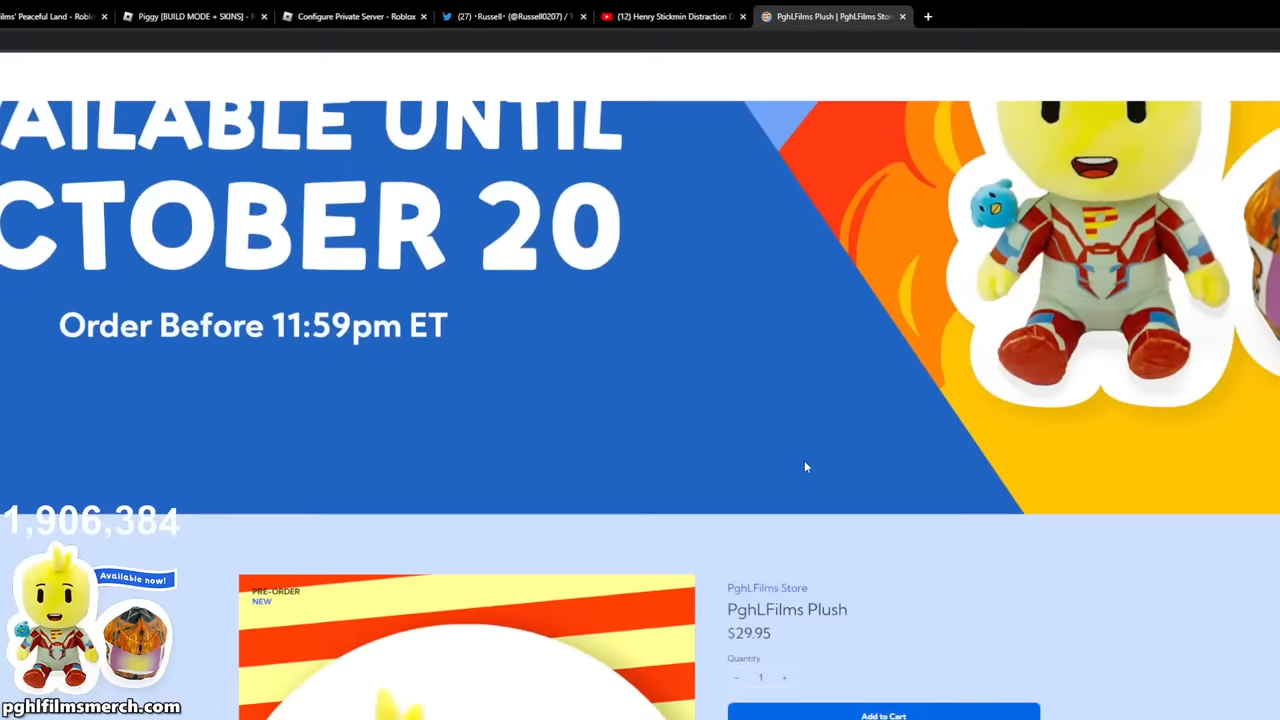 lms' Peaceful Land - Roblo
Piggy [BUILD MODE + SKINS] - R
Configure Private Server - Roblox
(27) ・Russell・ (@Russell0207) / T
(12) Henry Stickmin Distraction D
PghLFilms Plush | PghLFilms Stor
AILABLE UNTIL
CTOBER 20
Order Before 11:59pm ET
P
1,906,384
Available now!
pghlfilmsmerch.com
PRE-ORDER
NEW
PghLFilms Store
PghLFilms Plush
$29.95
Quantity
− 1 +
Add to Cart